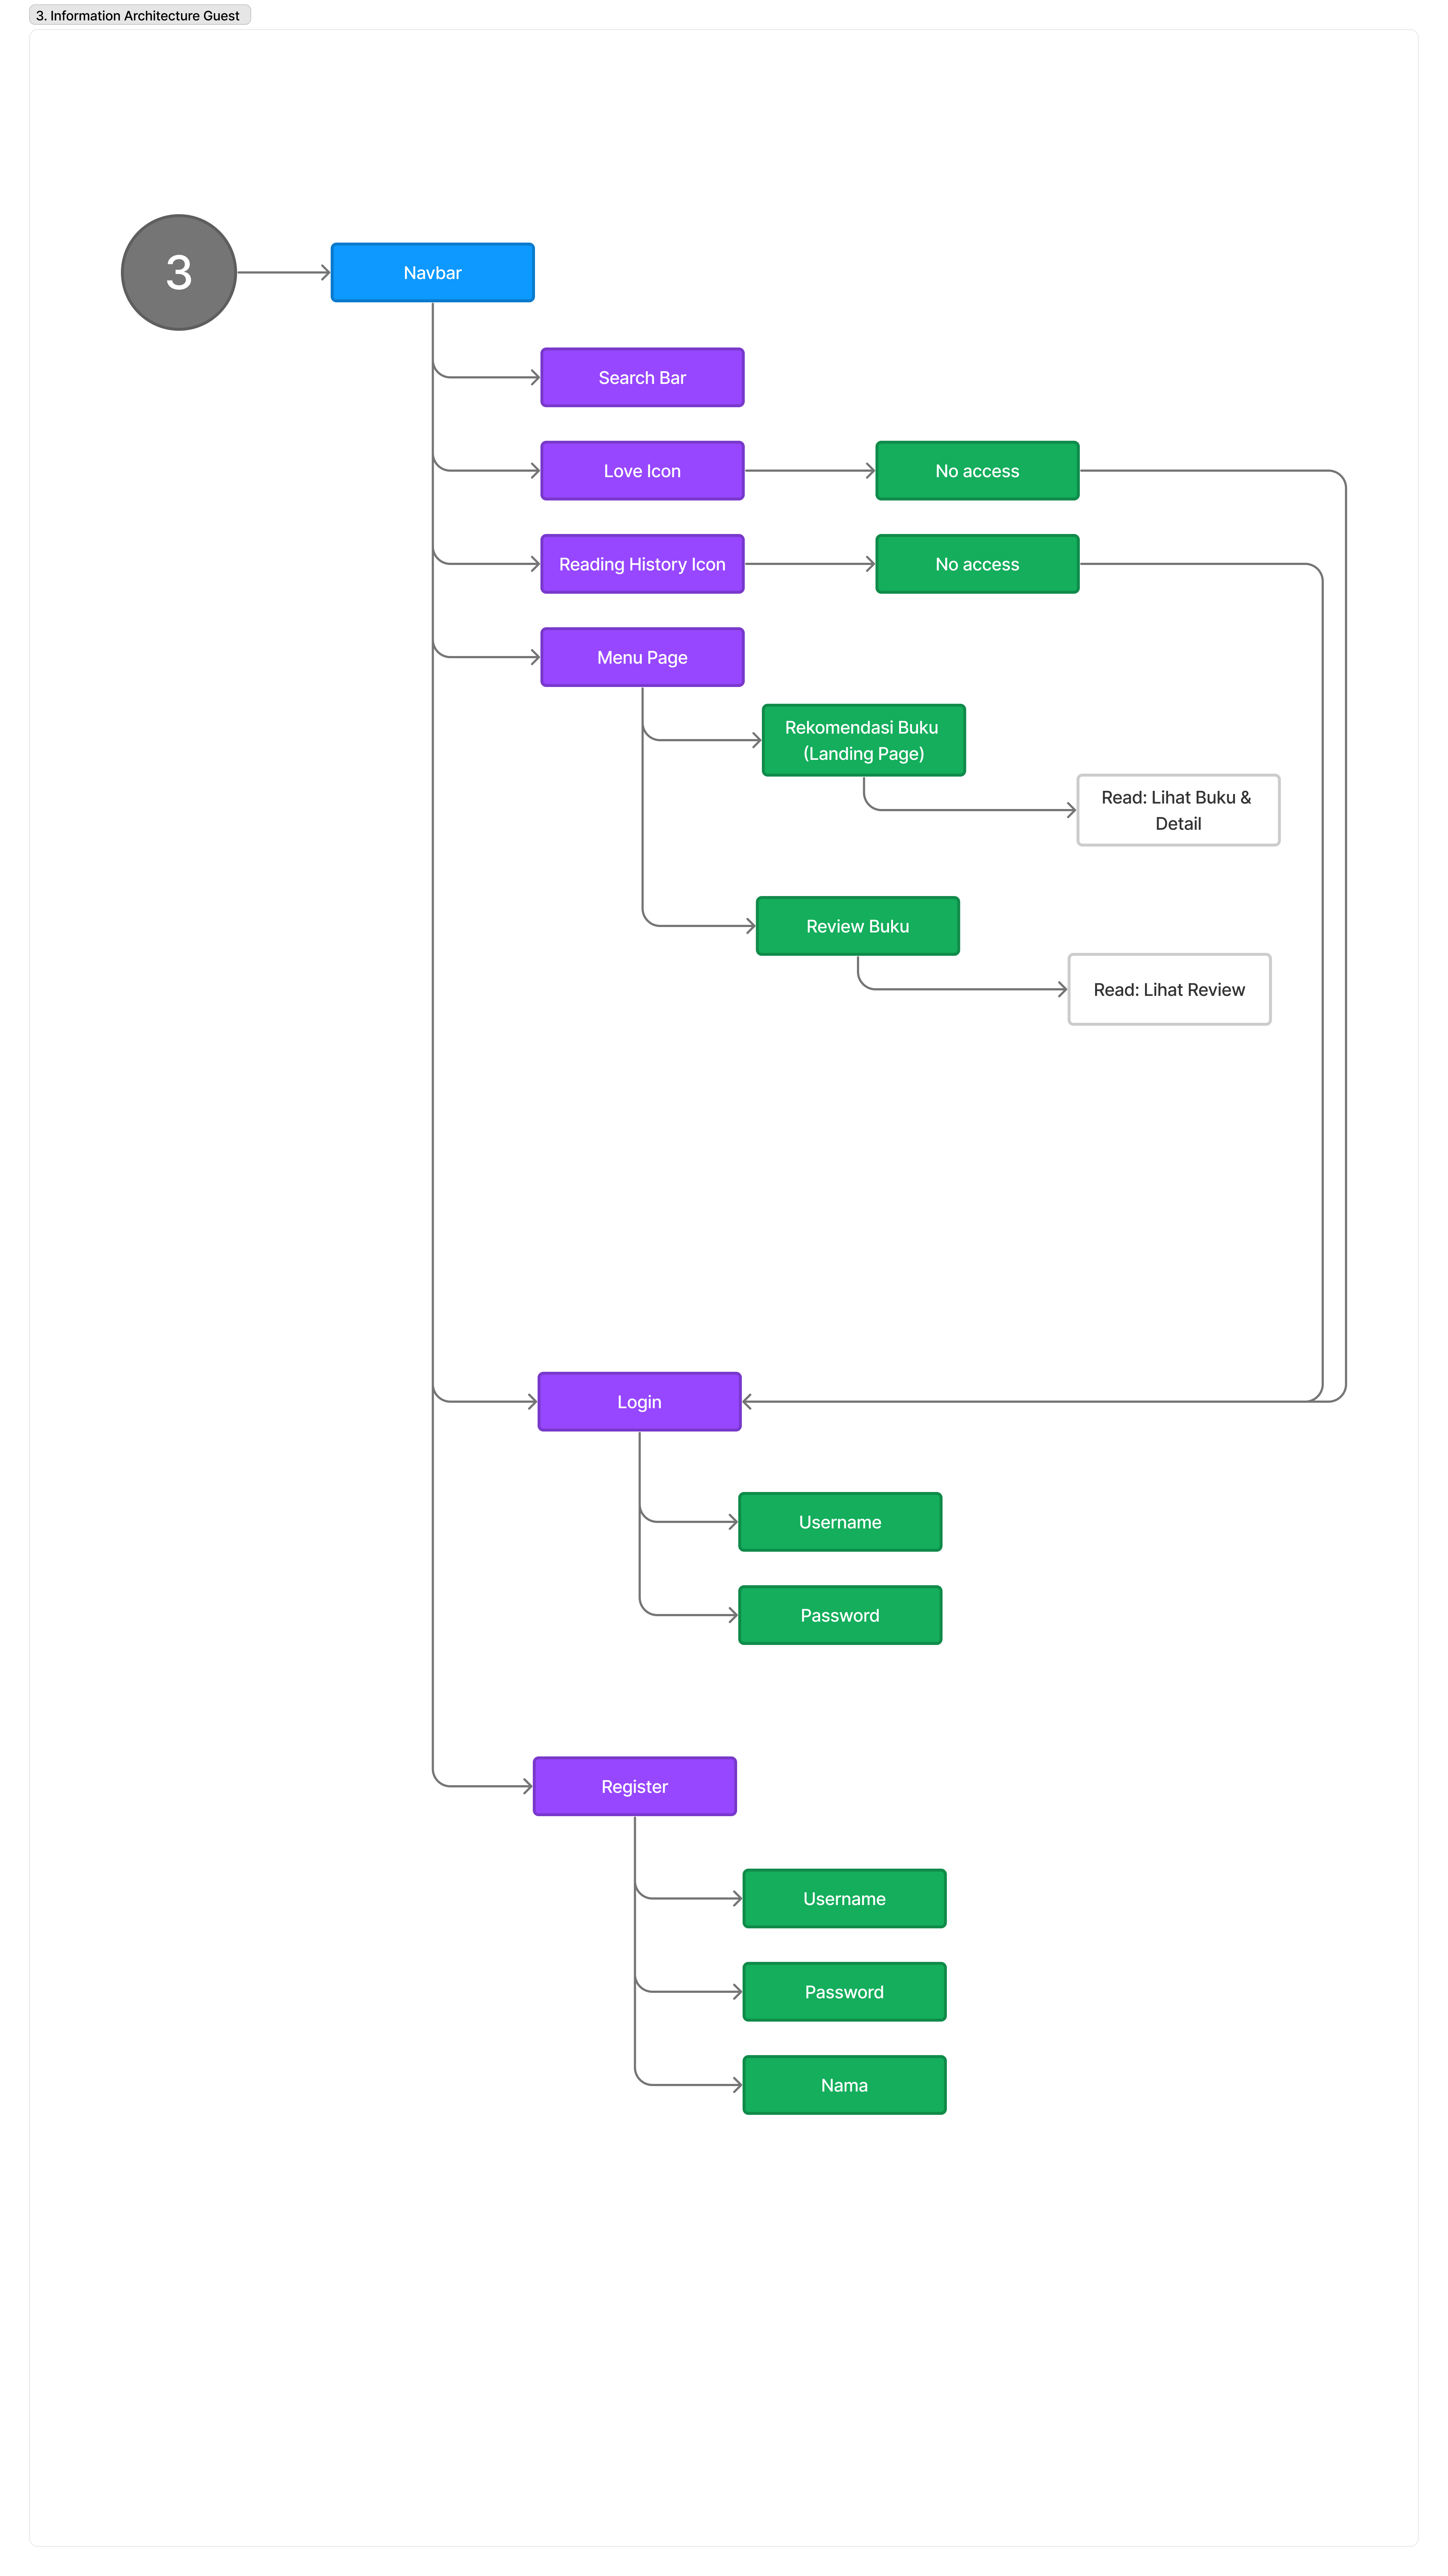 3. Information Architecture Guest
3
Navbar
Search Bar
Love Icon
No access
Reading History Icon
No access
Menu Page
Rekomendasi Buku
(Landing Page)
Read: Lihat Buku &
Detail
Review Buku
Read: Lihat Review
Login
Username
Password
Register
Username
Password
Nama